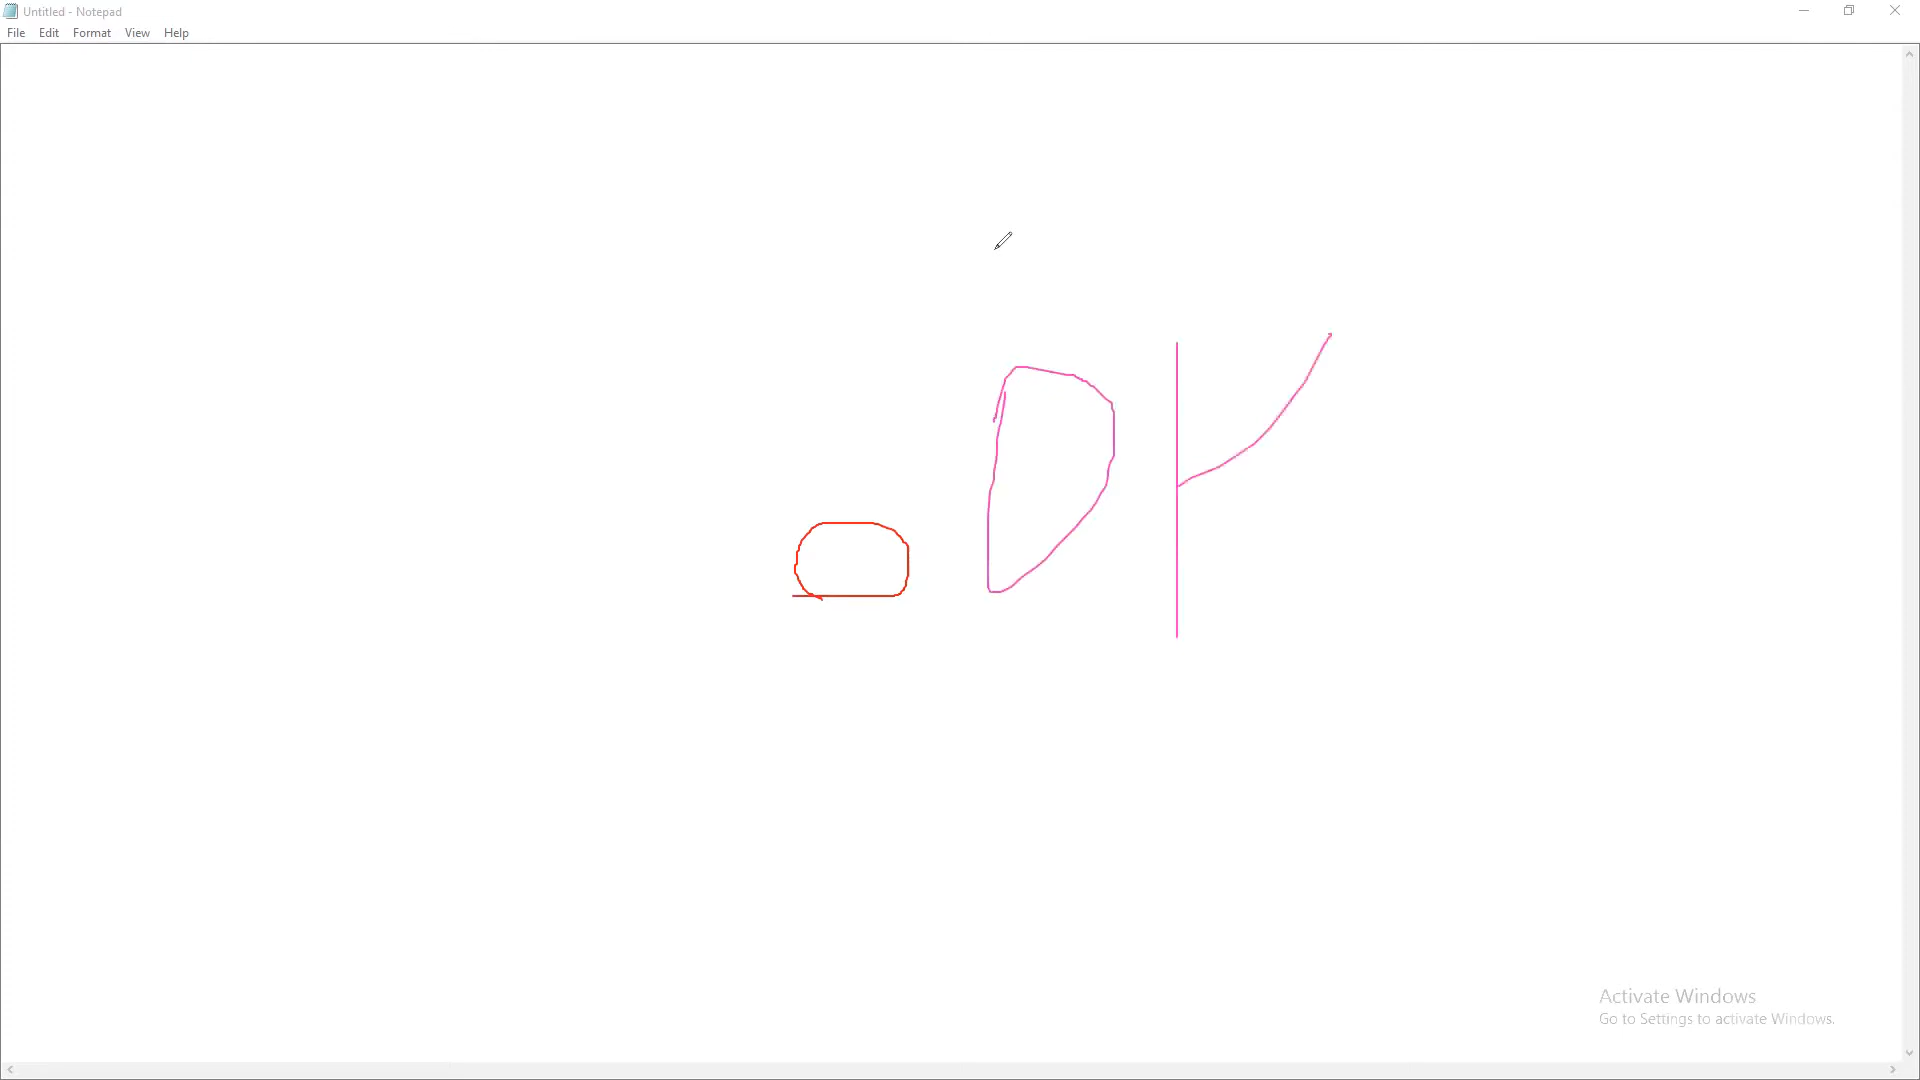 Untitled - Notepad
File Edit Format View Help
Activate Windows
Go to Settings to activate Windows.